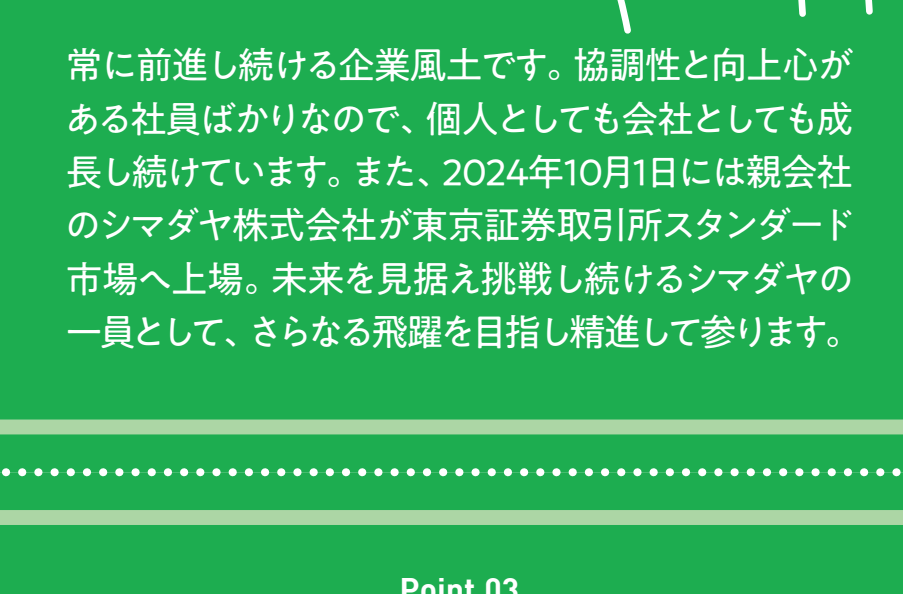 常に前進し続ける企業風土です。協調性と向上心が
ある社員ばかりなので、個人としても会社としても成
長し続けています。また、2024年10月1日には親会社
のシマダヤ株式会社が東京証券取引所スタンダード
市場へ上場。未来を見据え挑戦し続けるシマダヤの
一員として、さらなる飛躍を目指し精進して参ります。
Point 03